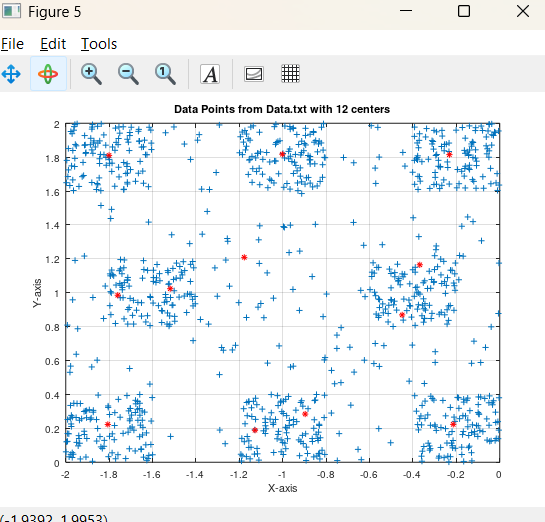 Figure 5
File Edit Tools
A
Data Points from Data.txt with 12 centers
2
1.8
1.6
1.4
1.2
1
0.8
0.6
0.4
0.2
0
Y-axis
-2 -1.8 -1.6 -1.4 -1.2 -1 -0.8 -0.6 -0.4 -0.2 0
X-axis
(-1.9392, 1.9953)